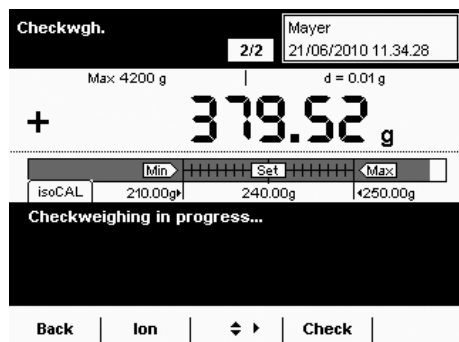 Checkwgh.
Mayer
2/2
21/06/2010 11.34.28
Max 4200 g
d = 0.01 g
+ 379.52 g
Min Set Max
isoCAL 210.00g 240.00g 250.00g
Checkweighing in progress...
Back Ion Check